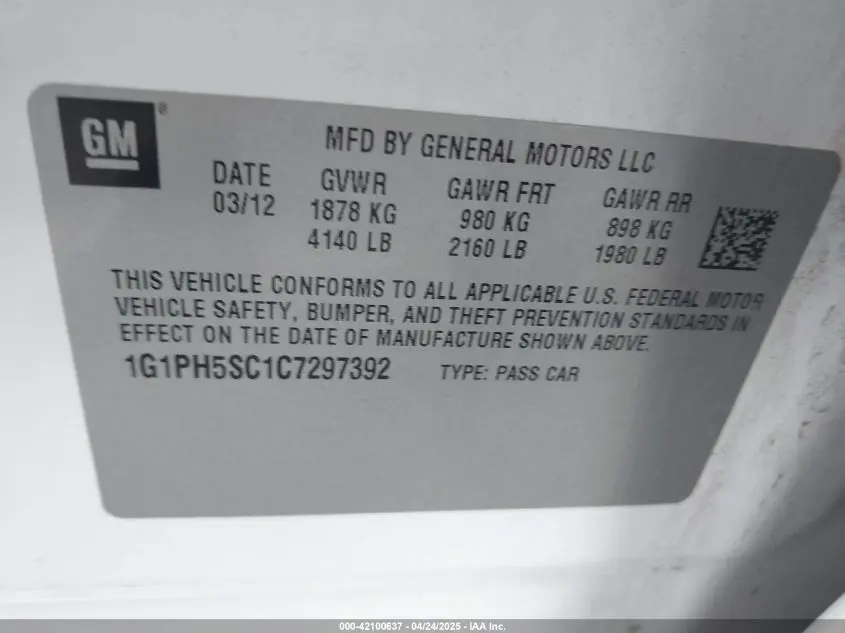 GM®
MFD BY GENERAL MOTORS LLC
DATE GVWR GAWR FRT GAWR RR
03/12 1878 KG 980 KG 898 KG
4140 LB 2160 LB 1980 LB
THIS VEHICLE CONFORMS TO ALL APPLICABLE U.S. FEDERAL MOTOR
VEHICLE SAFETY, BUMPER, AND THEFT PREVENTION STANDARDS IN
EFFECT ON THE DATE OF MANUFACTURE SHOWN ABOVE.
1G1PH5SC1C7297392 TYPE: PASS CAR
000-42100637 - 04/24/2025 - IAA Inc.